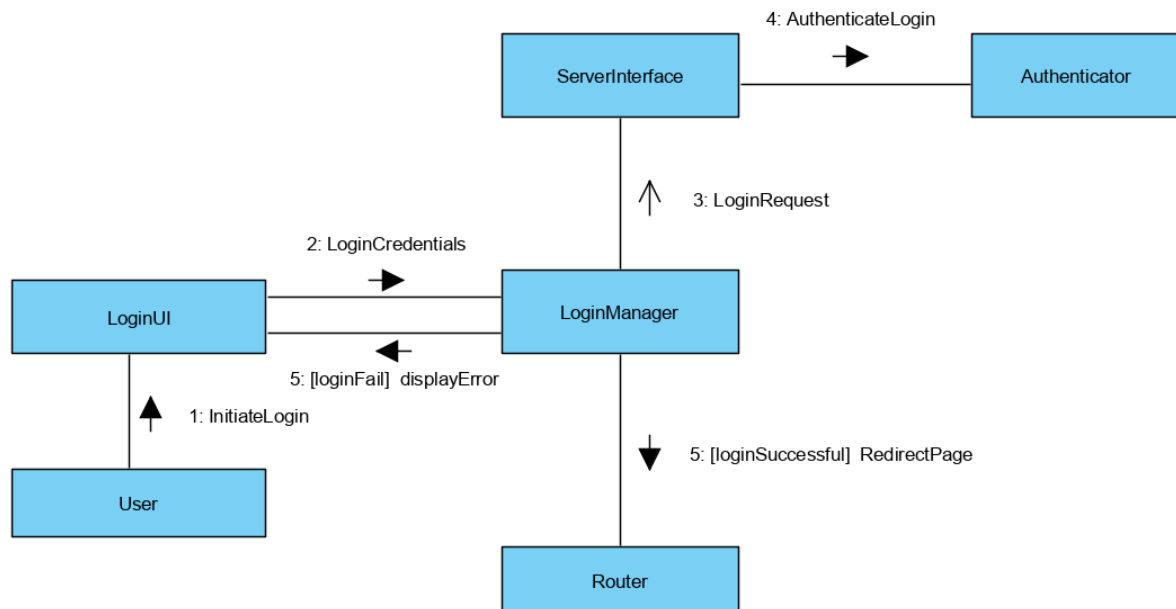 4: AuthenticateLogin
ServerInterface
Authenticator
3: LoginRequest
2: LoginCredentials
LoginUI
LoginManager
5: [loginFail] displayError
1: InitiateLogin
5: [loginSuccessful] RedirectPage
User
Router